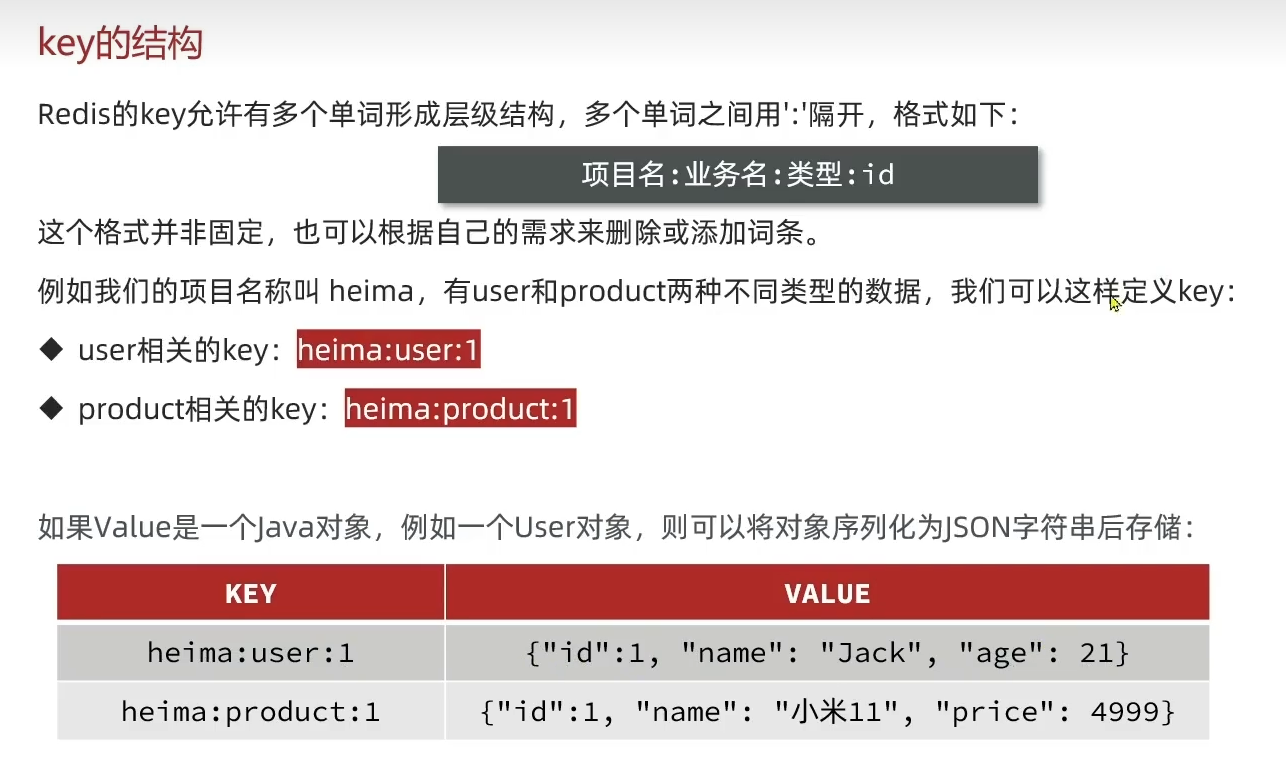 key的结构
Redis的key允许有多个单词形成层级结构，多个单词之间用':'隔开，格式如下：
项目名:业务名:类型:id
这个格式并非固定，也可以根据自己的需求来删除或添加词条。
例如我们的项目名称叫 heima，有user和product两种不同类型的数据，我们可以这样定义key：
◆ user相关的key：heima:user:1
◆ product相关的key：heima:product:1
如果Value是一个Java对象，例如一个User对象，则可以将对象序列化为JSON字符串后存储：
KEY VALUE
heima:user:1 {"id":1, "name": "Jack", "age": 21}
heima:product:1 {"id":1, "name": "小米11", "price": 4999}